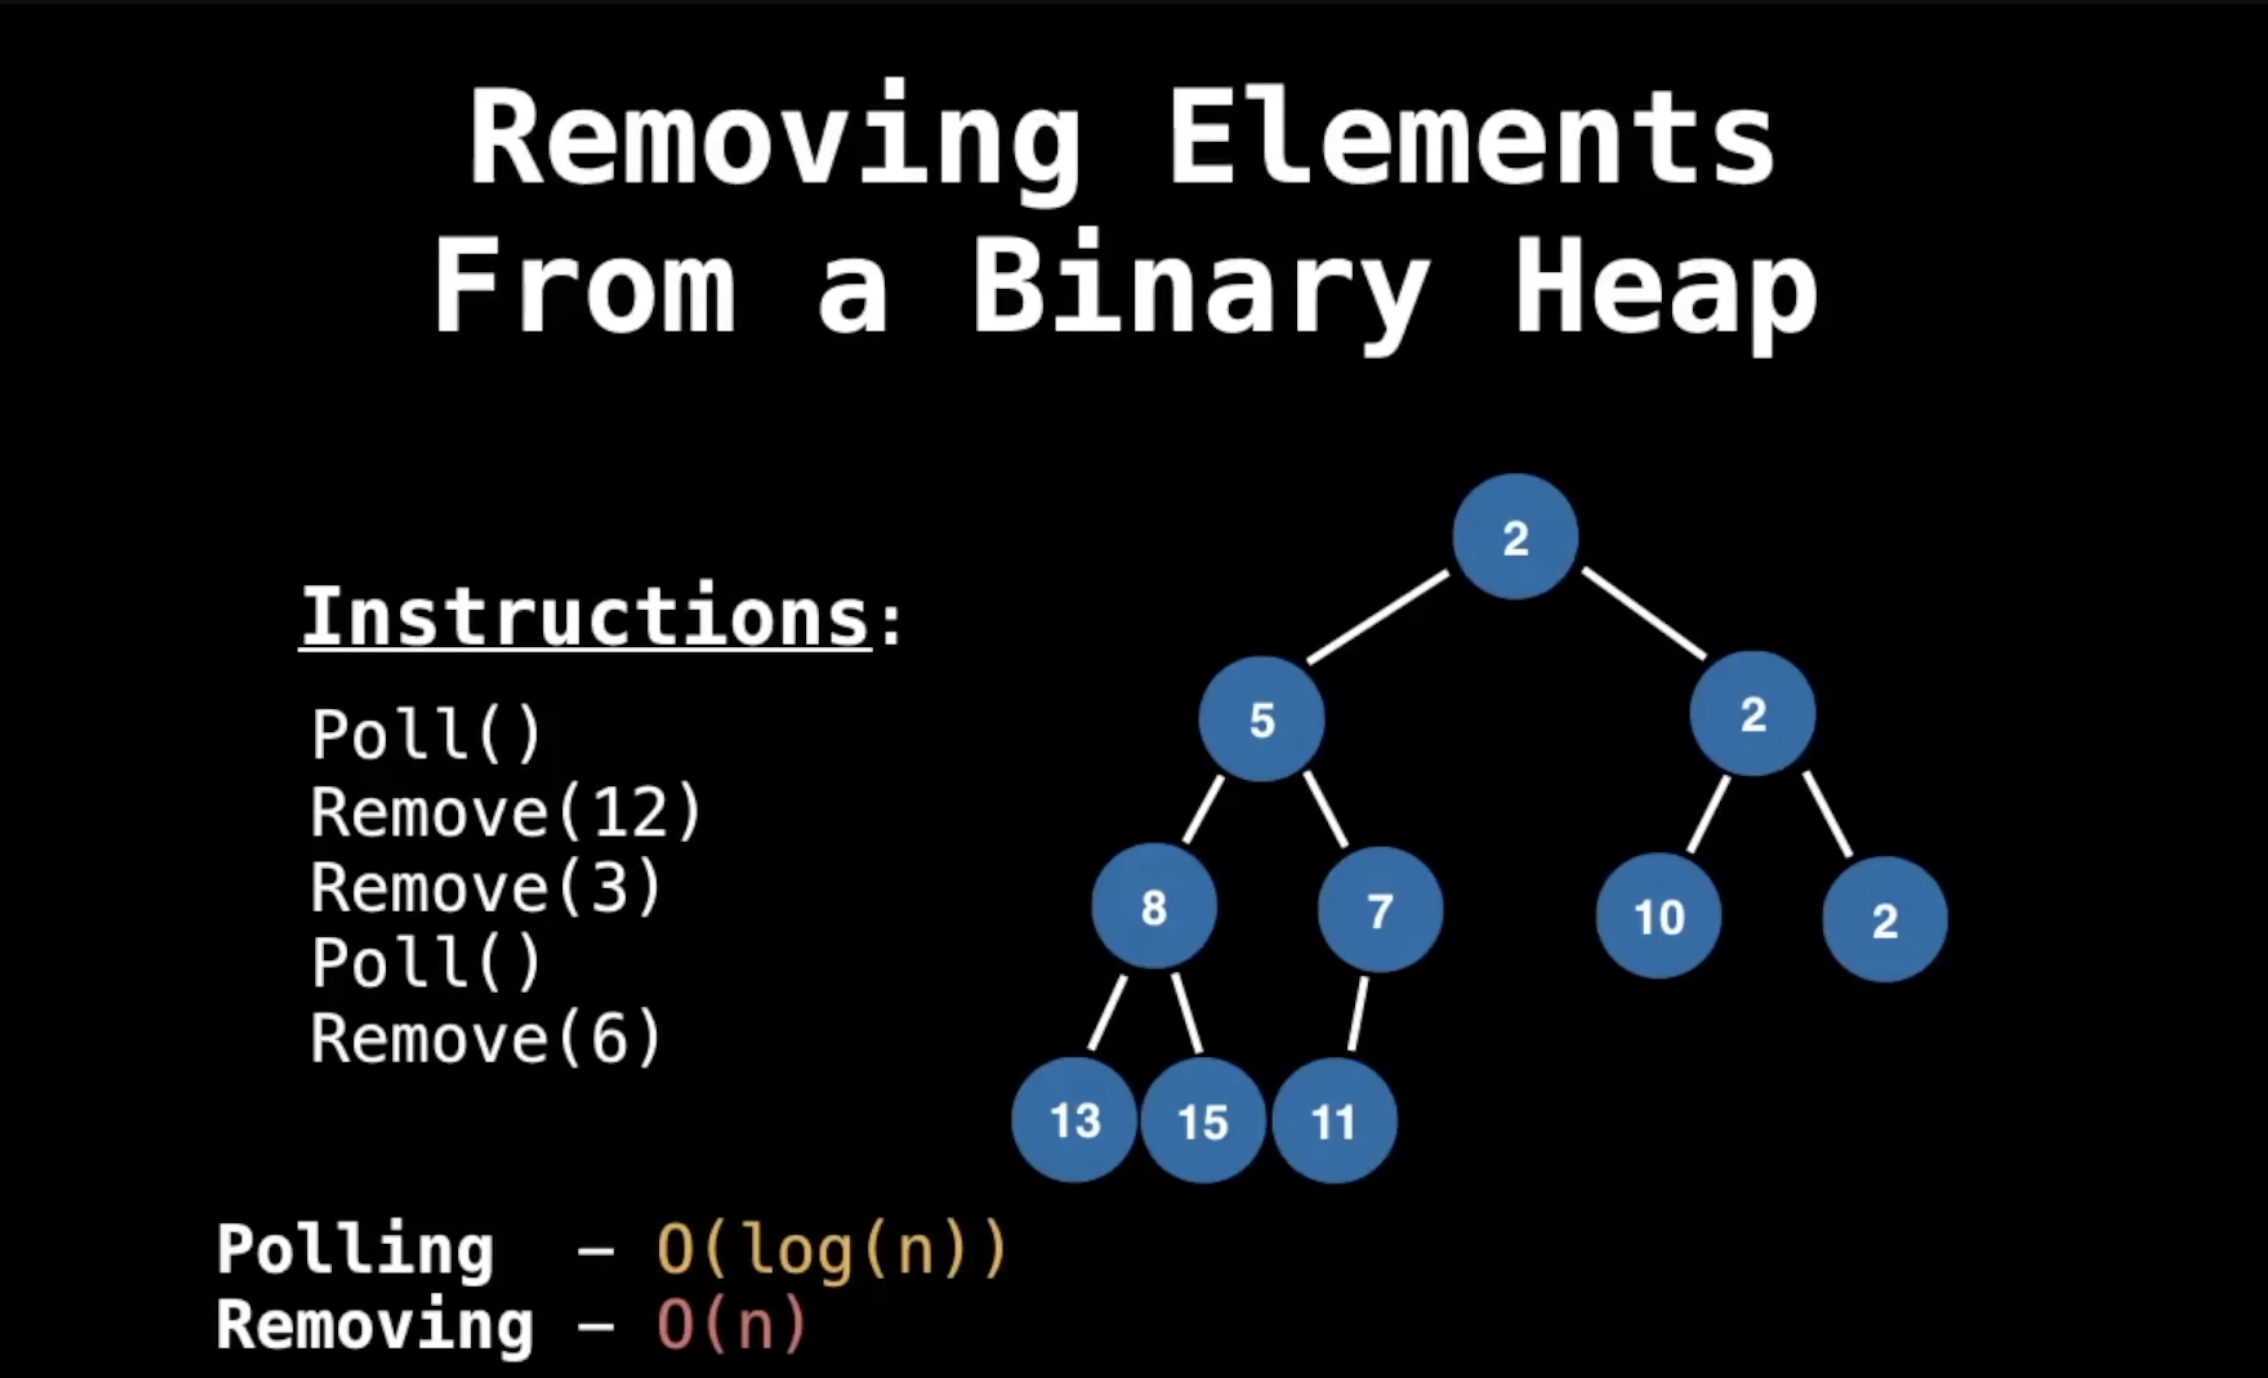 Removing Elements
From a Binary Heap
Instructions:
Poll()
Remove(12)
Remove(3)
Poll()
Remove(6)
2
5
2
8
7
10
2
13
15
11
Polling – O(log(n))
Removing – O(n)